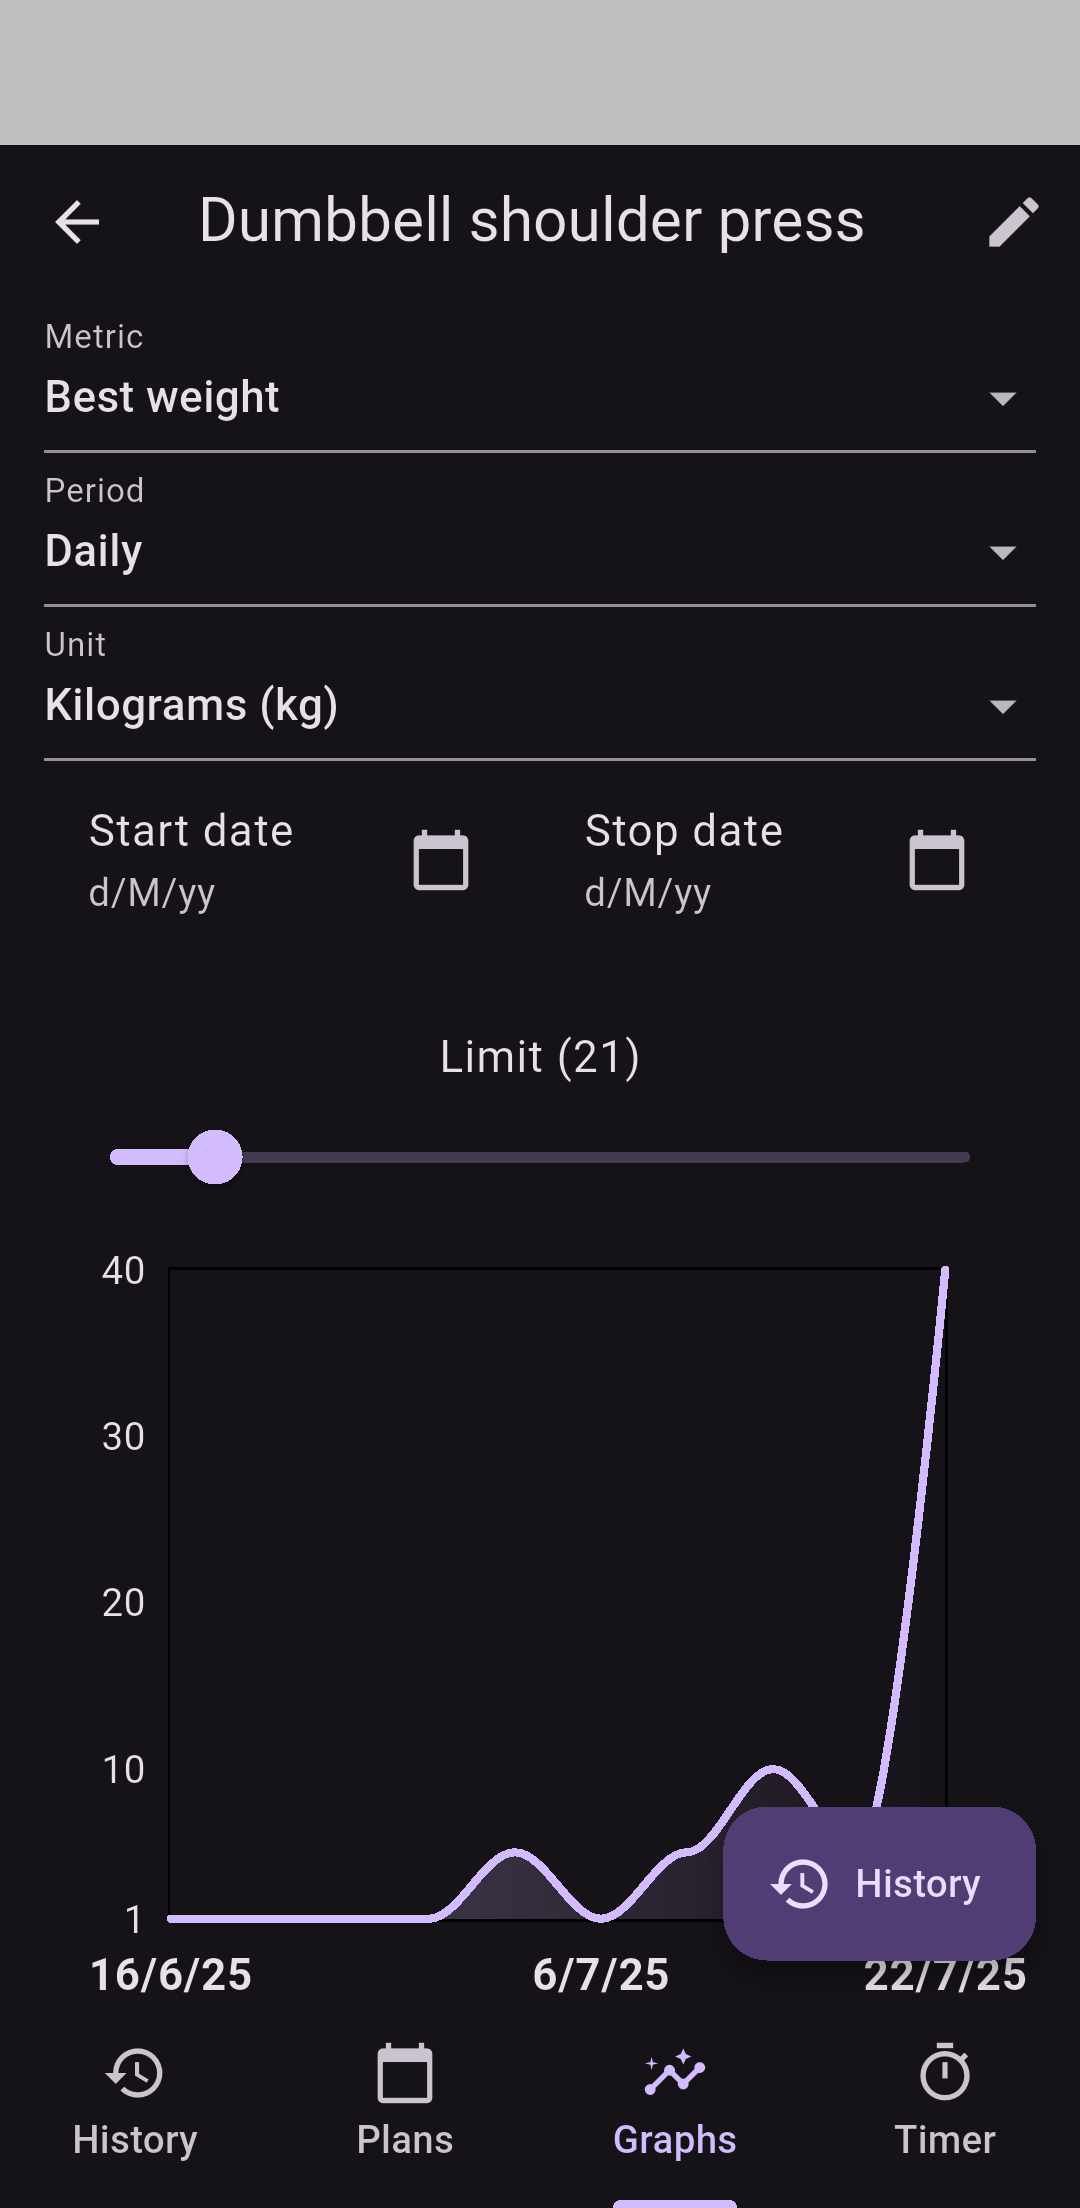 Dumbbell shoulder press
Metric
Best weight
Period
Daily
Unit
Kilograms (kg)
Start date
d/M/yy
Stop date
d/M/yy
Limit (21)
40
30
20
10
1
History
16/6/25
6/7/25
22/7/25
History
Plans
Graphs
Timer